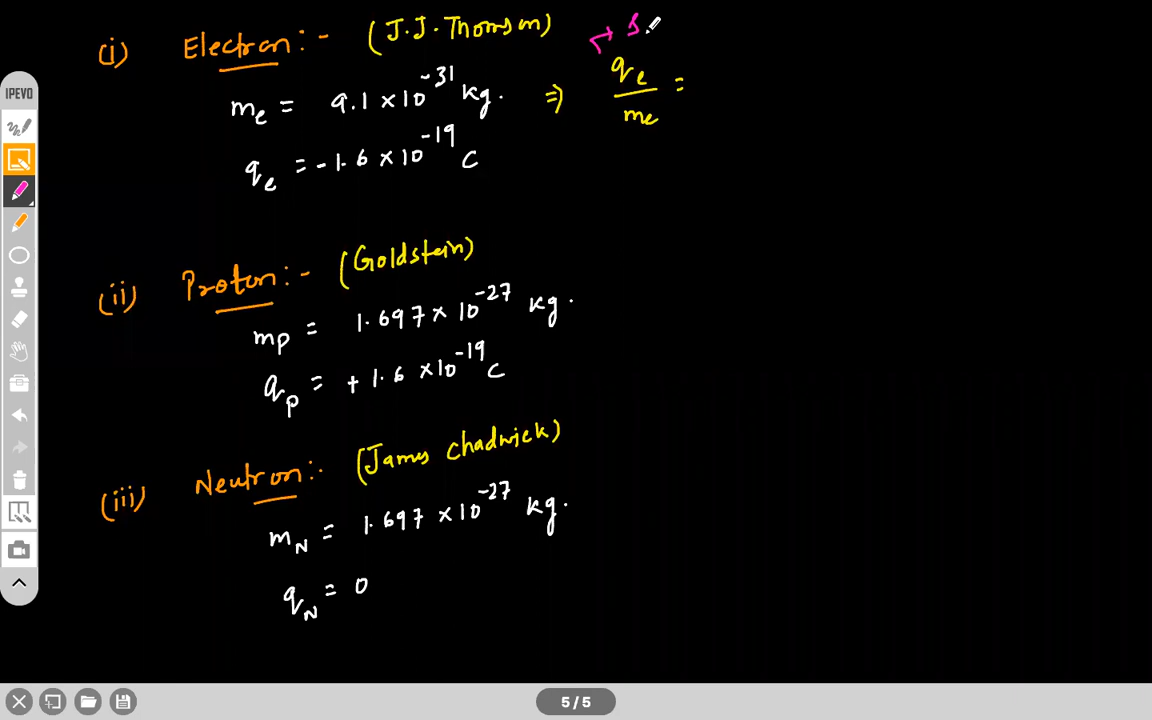 (i) Electron:- (J.J. Thomson) → S
mₑ = 9.1 × 10⁻³¹ kg. ⇒ qₑ/mₑ =
qₑ = -1.6 × 10⁻¹⁹ C
(ii) Proton:- (Goldstein)
mp = 1.697 × 10⁻²⁷ kg.
qp = +1.6 × 10⁻¹⁹ C
(iii) Neutron:- (James Chadwick)
m_N = 1.697 × 10⁻²⁷ kg.
q_N = 0
IPEVO
5/5